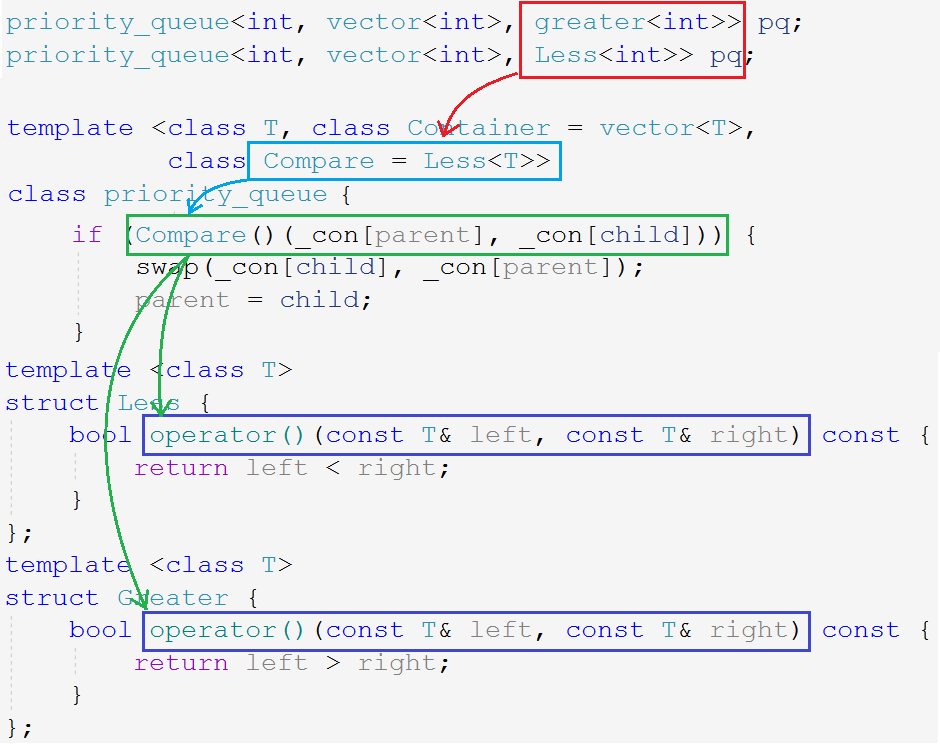 priority_queue<int, vector<int>, greater<int>> pq;
priority_queue<int, vector<int>, Less<int>> pq;
template <class T, class Container = vector<T>,
class Compare = Less<T>>
class priority_queue {
if (Compare()(_con[parent], _con[child])) {
swap(_con[child], _con[parent]);
parent = child;
}
template <class T>
struct Less {
bool operator()(const T& left, const T& right) const {
return left < right;
}
};
template <class T>
struct Greater {
bool operator()(const T& left, const T& right) const {
return left > right;
}
};